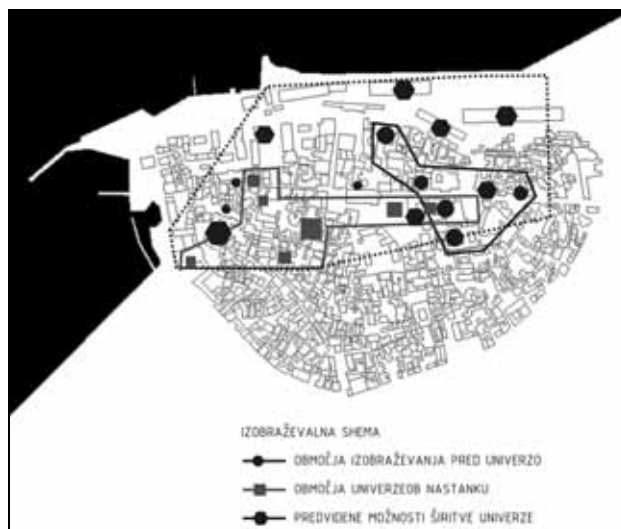 IZOBRAŽEVALNA SHEMA
OBMOČJA IZOBRAŽEVANJA PRED UNIVERZO
OBMOČJA UNIVERZEOB NASTANKU
PREDVIDENE MOŽNOSTI ŠIRITVE UNIVERZE